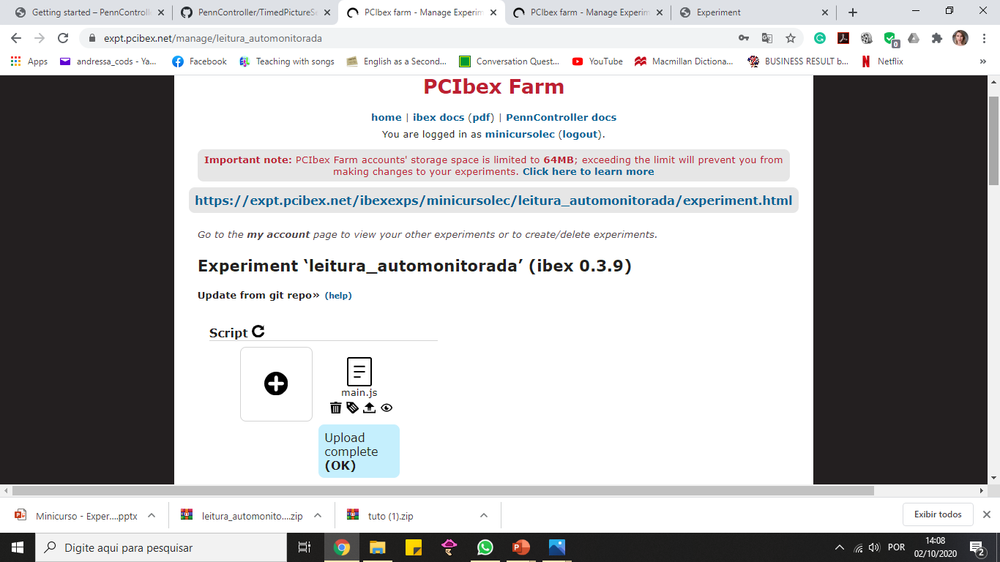 Getting started – PennControlle
PennController/TimedPictureSe
PCIbex farm - Manage Experim
PCIbex farm - Manage Experim
Experiment
expt.pcibex.net/manage/leitura_automonitorada
0
Apps
andressa_cods - Ya...
Facebook
Teaching with songs
English as a Second...
Conversation Quest...
YouTube
Macmillan Dictiona...
BUSINESS RESULT b...
Netflix
»
PCIbex Farm
home | ibex docs (pdf) | PennController docs
You are logged in as minicursolec (logout).
Important note: PCIbex Farm accounts' storage space is limited to 64MB; exceeding the limit will prevent you from
making changes to your experiments. Click here to learn more
https://expt.pcibex.net/ibexexps/minicursolec/leitura_automonitorada/experiment.html
Go to the my account page to view your other experiments or to create/delete experiments.
Experiment ‘leitura_automonitorada’ (ibex 0.3.9)
Update from git repo» (help)
Script
main.js
Upload
complete
(OK)
Minicurso - Exper....pptx
leitura_automonito....zip
tuto (1).zip
Exibir todos
Digite aqui para pesquisar
POR
14:08
02/10/2020
2